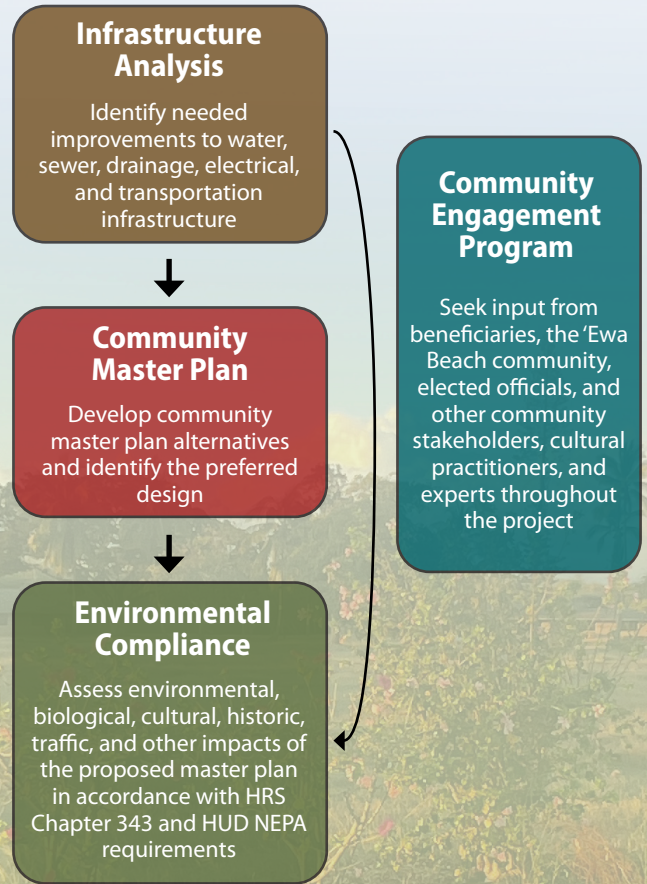 Infrastructure
Analysis
Identify needed
improvements to water,
sewer, drainage, electrical,
and transportation
infrastructure
Community
Master Plan
Develop community
master plan alternatives
and identify the preferred
design
Environmental
Compliance
Assess environmental,
biological, cultural, historic,
traffic, and other impacts of
the proposed master plan
in accordance with HRS
Chapter 343 and HUD NEPA
requirements
Community
Engagement
Program
Seek input from
beneficiaries, the ‘Ewa
Beach community,
elected officials, and
other community
stakeholders, cultural
practitioners, and
experts throughout
the project